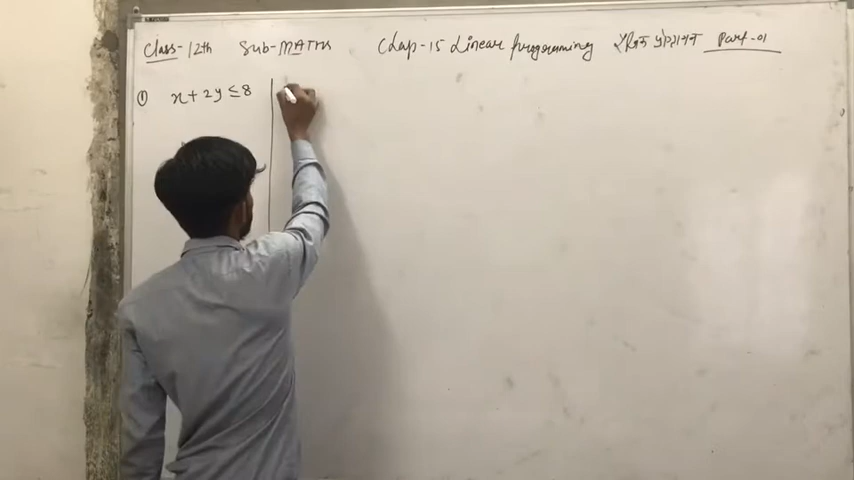 Class-12th Sub-MATHS Chap-15 Linear programming रैखिक प्रोग्रामन Part-01
① x + 2y ≤ 8